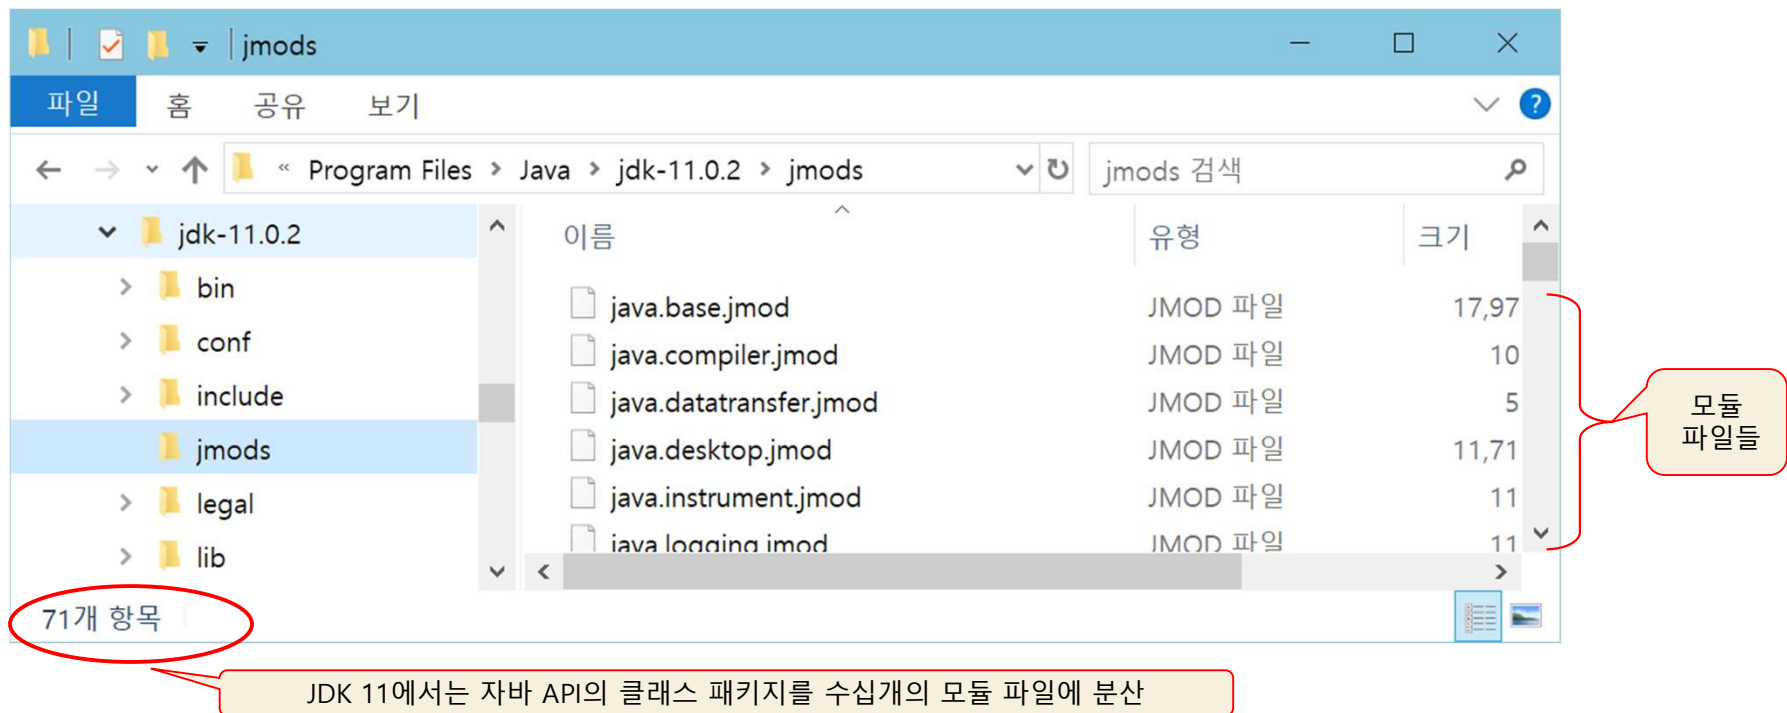 jmods
파일 홈 공유 보기
« Program Files > Java > jdk-11.0.2 > jmods
jmods 검색
jdk-11.0.2
bin
conf
include
jmods
legal
lib
이름 유형 크기
java.base.jmod JMOD 파일 17,97
java.compiler.jmod JMOD 파일 10
java.datatransfer.jmod JMOD 파일 5
java.desktop.jmod JMOD 파일 11,71
java.instrument.jmod JMOD 파일 11
java.logging.jmod JMOD 파일 11
71개 항목
모듈
파일들
JDK 11에서는 자바 API의 클래스 패키지를 수십개의 모듈 파일에 분산